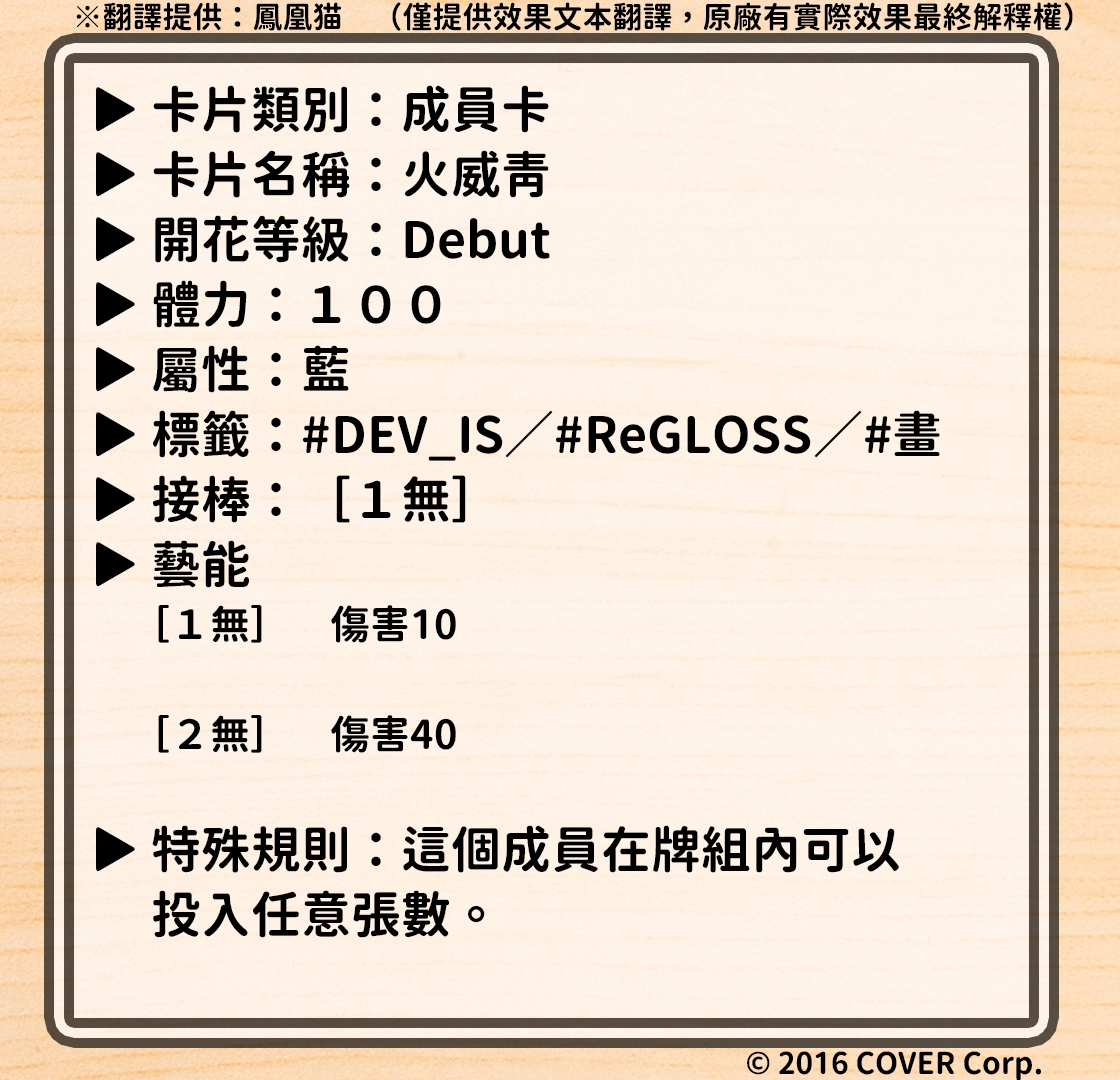 ※翻譯提供：鳳凰猫　（僅提供效果文本翻譯，原廠有實際效果最終解釋權）
▶ 卡片類別：成員卡
▶ 卡片名稱：火威青
▶ 開花等級：Debut
▶ 體力：１００
▶ 屬性：藍
▶ 標籤：#DEV_IS／#ReGLOSS／#畫
▶ 接棒：［１無］
▶ 藝能
［１無］　傷害10
［２無］　傷害40
▶ 特殊規則：這個成員在牌組內可以
投入任意張數。
© 2016 COVER Corp.